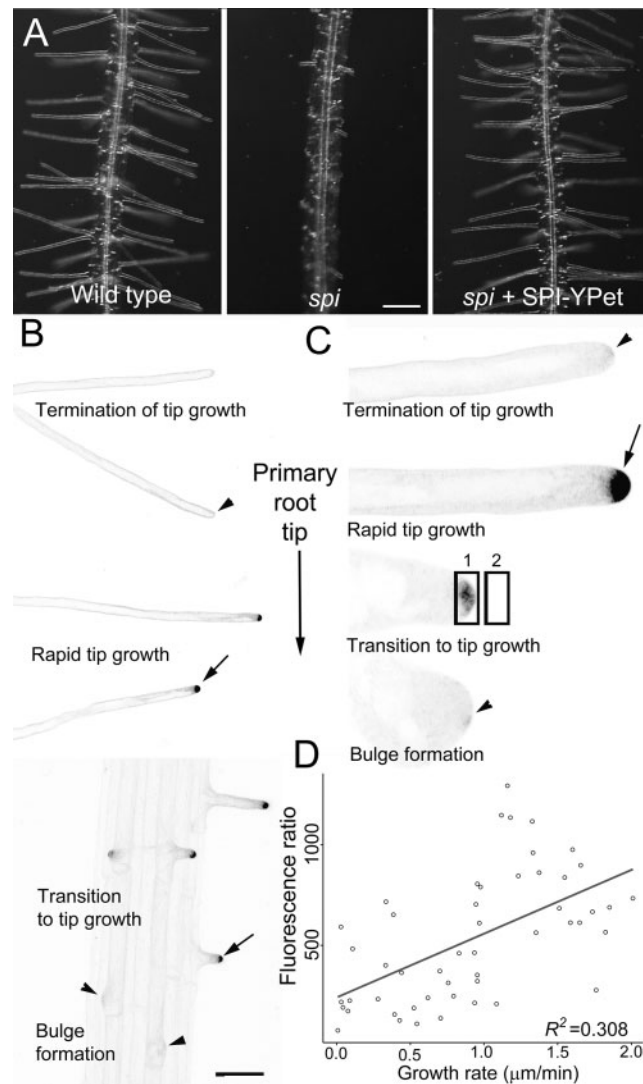 A
Wild type
spi
spi + SPI-YPet
B
Termination of tip growth
Primary
root
tip
Rapid tip growth
Transition
to tip growth
Bulge
formation
C
Termination of tip growth
Rapid tip growth
1 2
Transition to tip growth
Bulge formation
D
Fluorescence ratio
1000
500
R²=0.308
0.0 0.5 1.0 1.5 2.0
Growth rate (μm/min)